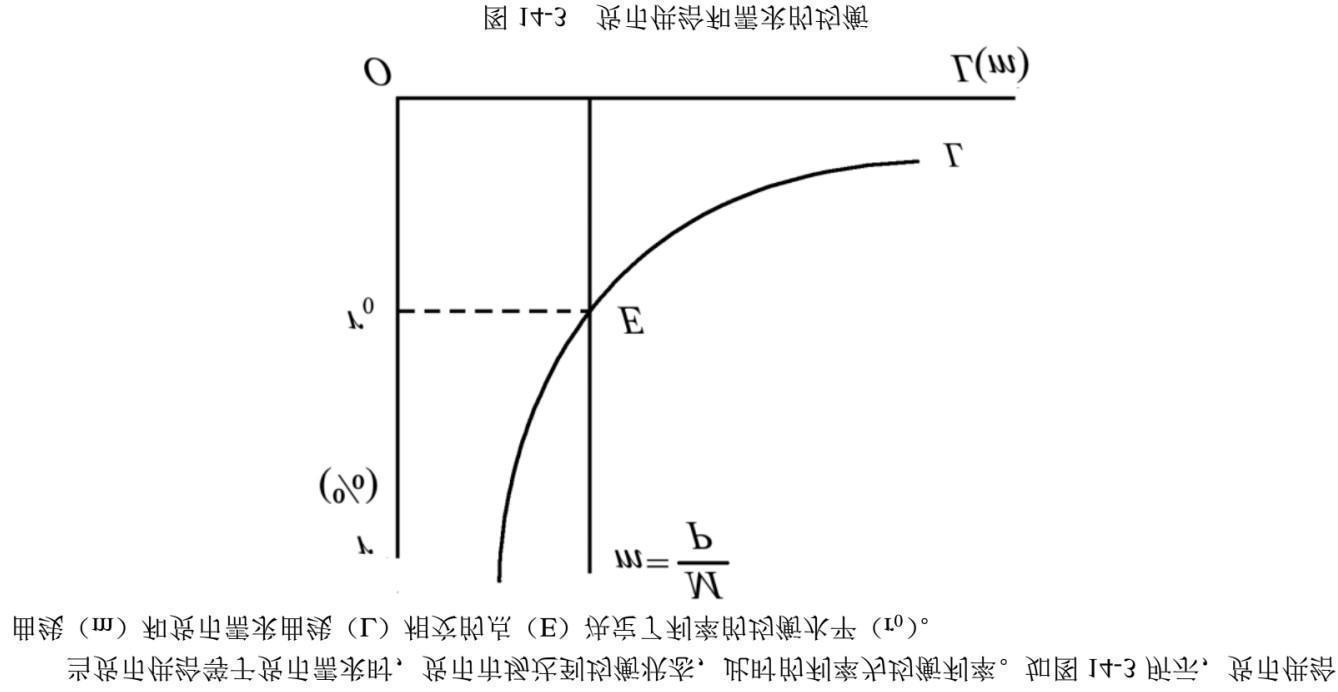 当货币供给等于货币需求时，货币市场达到均衡状态，此时的利率为均衡利率。如图 14-3 所示，货币供给
曲线（m）和货币需求曲线（L）相交的点（E）决定了利率的均衡水平（r₀）。
r
(%)
m=M/P
r₀
E
L
O
L(m)
图 14-3 货币供给和需求的均衡